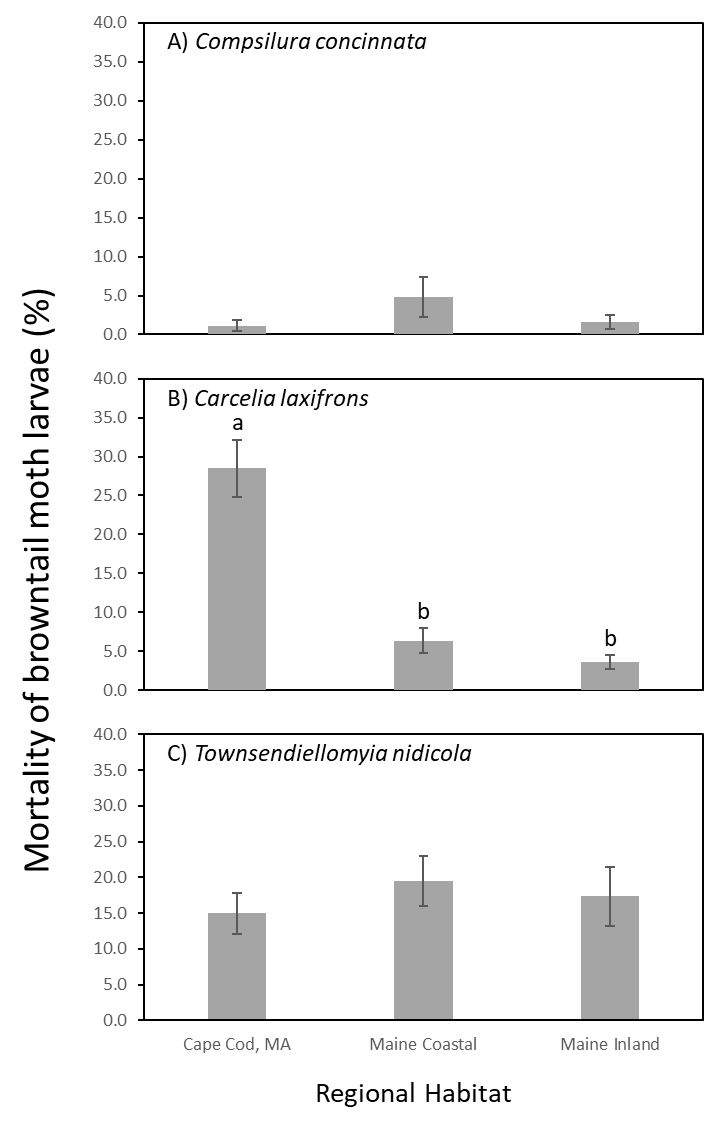 Mortality of browntail moth larvae (%)
A) Compsilura concinnata
40.0
35.0
30.0
25.0
20.0
15.0
10.0
5.0
0.0
B) Carcelia laxifrons
40.0
35.0
30.0
25.0
20.0
15.0
10.0
5.0
0.0
a
b
b
C) Townsendiellomyia nidicola
40.0
35.0
30.0
25.0
20.0
15.0
10.0
5.0
0.0
Cape Cod, MA
Maine Coastal
Maine Inland
Regional Habitat